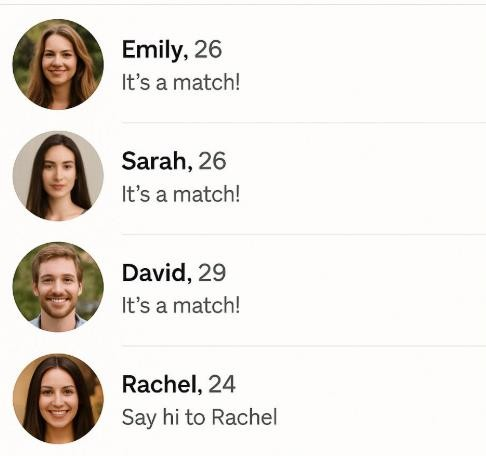 Emily, 26
It's a match!
Sarah, 26
It's a match!
David, 29
It's a match!
Rachel, 24
Say hi to Rachel